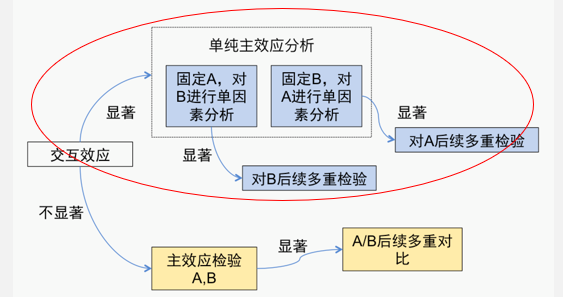 单纯主效应分析
固定A，对
B进行单因
素分析
固定B，对
A进行单因
素分析
显著
显著
对A后续多重检验
交互效应
显著
对B后续多重检验
不显著
主效应检验
A,B
显著
A/B后续多重对
比